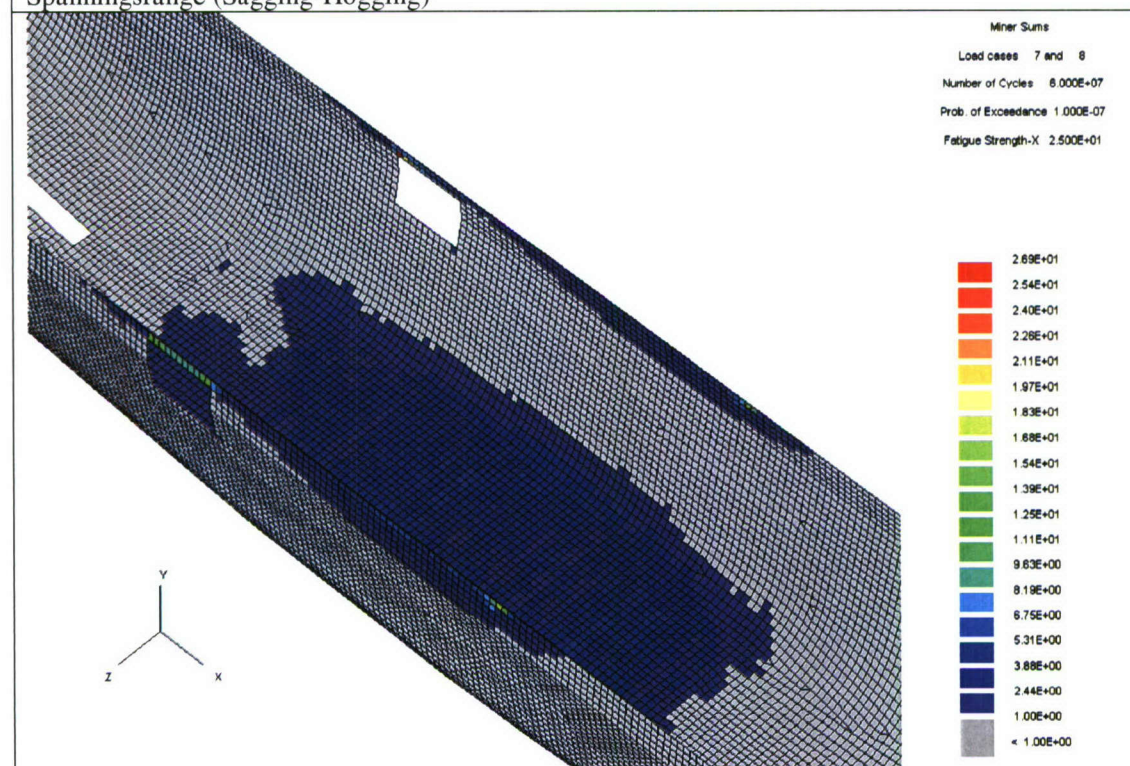 Spanningsrange (Sagging-Hogging)
Miner Sums
Load cases 7 and 8
Number of Cycles 6.000E+07
Prob. of Exceedance 1.000E-07
Fatigue Strength-X 2.500E+01
2.69E+01
2.54E+01
2.40E+01
2.26E+01
2.11E+01
1.97E+01
1.83E+01
1.68E+01
1.54E+01
1.39E+01
1.25E+01
1.11E+01
9.63E+00
8.19E+00
6.75E+00
5.31E+00
3.88E+00
2.44E+00
1.00E+00
< 1.00E+00
Y
Z
X